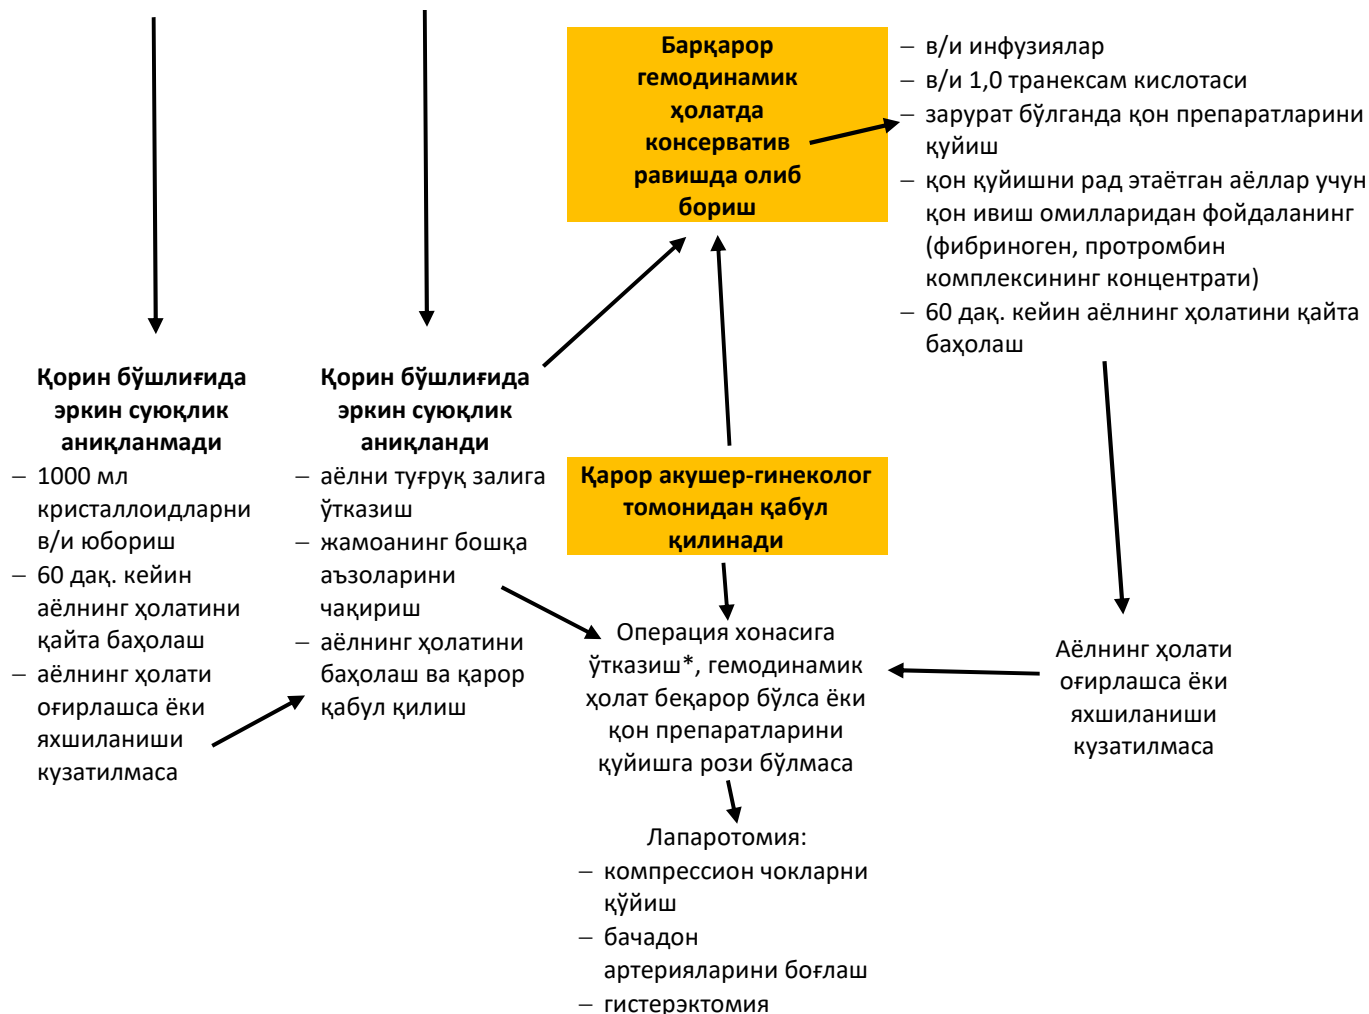 Барқарор
гемодинамик
ҳолатда
консерватив
равишда олиб
бориш
– в/и инфузиялар
– в/и 1,0 транексам кислотаси
– зарурат бўлганда қон препаратларини
қуйиш
– қон қуйишни рад этаётган аёллар учун
қон ивиш омилларидан фойдаланинг
(фибриноген, протромбин
комплексининг концентрати)
– 60 дақ. кейин аёлнинг ҳолатини қайта
баҳолаш
Қорин бўшлиғида
эркин суюқлик
аниқланмади
– 1000 мл
кристаллоидларни
в/и юбориш
– 60 дақ. кейин
аёлнинг ҳолатини
қайта баҳолаш
– аёлнинг ҳолати
оғирлашса ёки
яхшиланиши
кузатилмаса
Қорин бўшлиғида
эркин суюқлик
аниқланди
– аёлни туғруқ залига
ўтказиш
– жамоанинг бошқа
аъзоларини
чақириш
– аёлнинг ҳолатини
баҳолаш ва қарор
қабул қилиш
Қарор акушер-гинеколог
томонидан қабул
қилинади
Операция хонасига
ўтказиш*, гемодинамик
ҳолат беқарор бўлса ёки
қон препаратларини
қуйишга рози бўлмаса
Аёлнинг ҳолати
оғирлашса ёки
яхшиланиши
кузатилмаса
Лапаротомия:
– компрессион чокларни
қўйиш
– бачадон
артерияларини боғлаш
– гистерэктомия